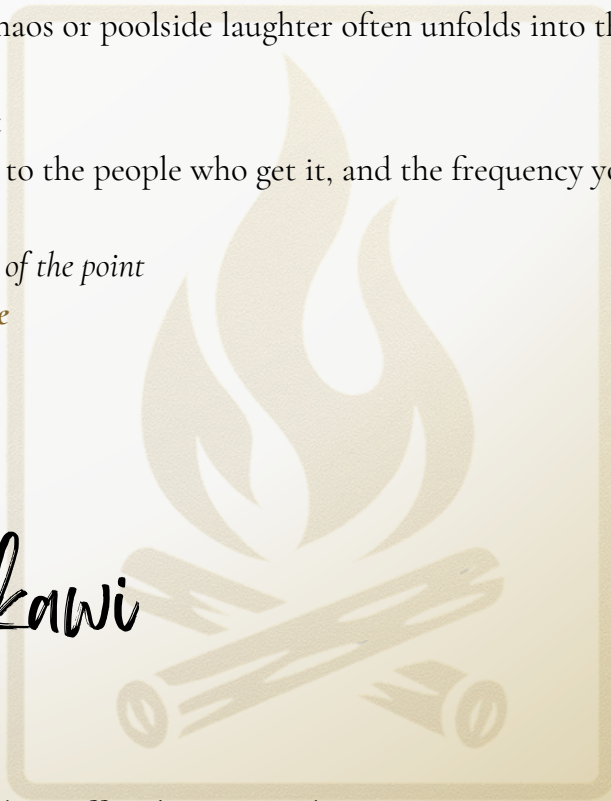 haos or poolside laughter often unfolds into th
to the people who get it, and the frequency yo
of the point
e
kawi